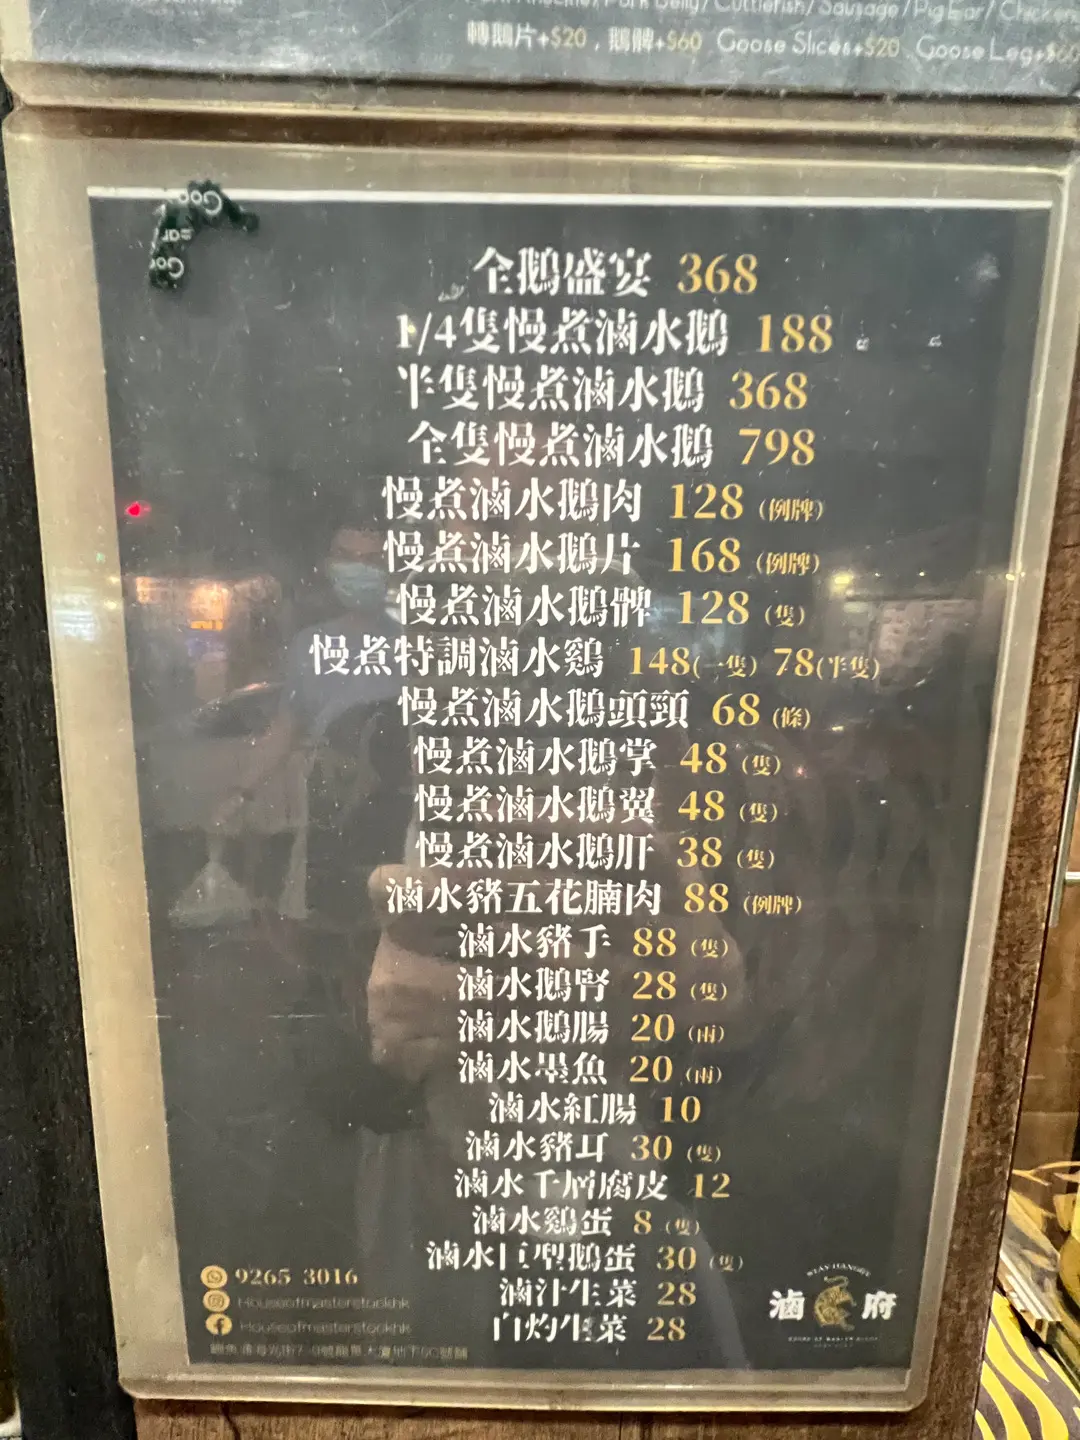 轉鵝片+$20，鵝髀+$60 Goose Slices+$20 Goose Leg+$60
全鵝盛宴 368
1/4隻慢煮滷水鵝 188
半隻慢煮滷水鵝 368
全隻慢煮滷水鵝 798
慢煮滷水鵝肉 128 (例牌)
慢煮滷水鵝片 168 (例牌)
慢煮滷水鵝髀 128 (隻)
慢煮特調滷水鷄 148(一隻) 78(半隻)
慢煮滷水鵝頭頸 68 (條)
慢煮滷水鵝掌 48 (隻)
慢煮滷水鵝翼 48 (隻)
慢煮滷水鵝肝 38 (隻)
滷水豬五花腩肉 88 (例牌)
滷水豬手 88 (隻)
滷水鵝腎 28 (隻)
滷水鵝腸 20 (兩)
滷水墨魚 20 (兩)
滷水紅腸 10
滷水豬耳 30 (隻)
滷水千層腐皮 12
滷水鷄蛋 8 (隻)
滷水巨型鵝蛋 30 (隻)
滷汁生菜 28
白灼生菜 28
9265 3016
Houseofmasterstockhk
Houseofmasterstockhk
STAY HANGRY
滷府